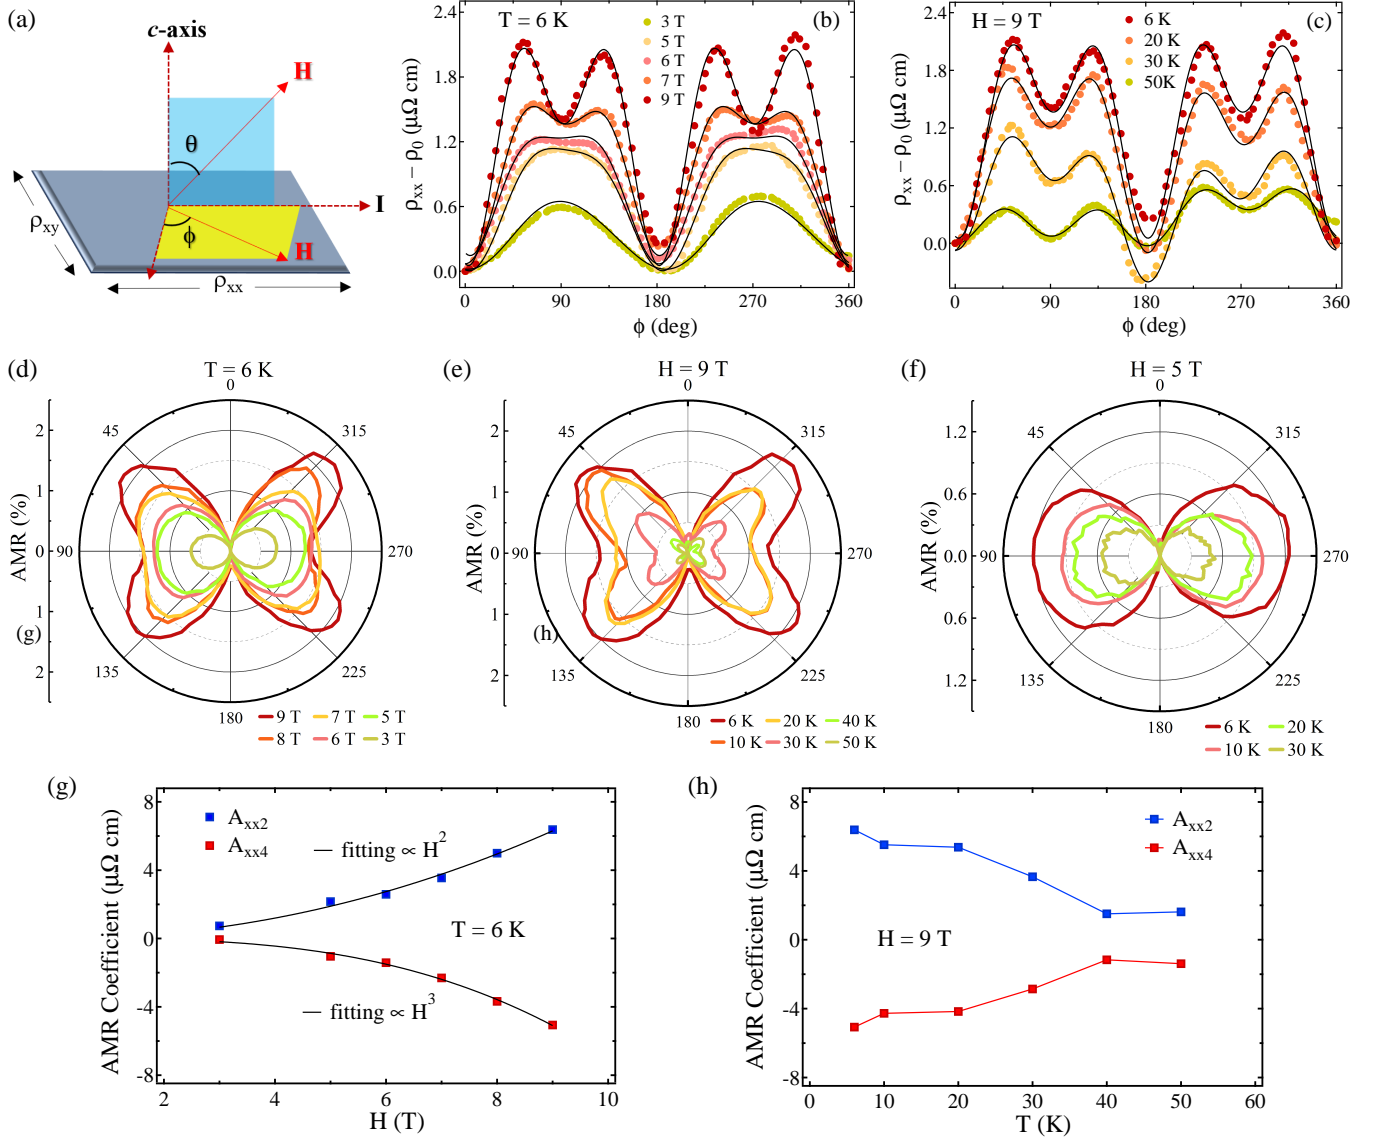 (a)
c-axis
H
θ
I
ϕ
H
ρxy
ρxx
T = 6 K
(b)
3 T
5 T
6 T
7 T
9 T
2.4
1.8
1.2
0.6
0.0
ρxx − ρ0 (μΩ cm)
0
90
180
270
360
ϕ (deg)
H = 9 T
(c)
6 K
20 K
30 K
50K
2.4
1.8
1.2
0.6
0.0
ρxx − ρ0 (μΩ cm)
0
90
180
270
360
ϕ (deg)
(d)
T = 6 K
0
45
315
90
270
135
225
180
2
1
0
1
2
AMR (%)
(g)
9 T
7 T
5 T
8 T
6 T
3 T
(e)
H = 9 T
0
45
315
90
270
135
225
180
2
1
0
1
2
AMR (%)
(h)
6 K
20 K
40 K
10 K
30 K
50 K
(f)
H = 5 T
0
45
315
90
270
135
225
180
1.2
0.6
0.0
0.6
1.2
AMR (%)
6 K
20 K
10 K
30 K
(g)
Axx2
Axx4
fitting ∝ H²
T = 6 K
fitting ∝ H³
8
4
0
-4
-8
AMR Coefficient (μΩ cm)
2
4
6
8
10
H (T)
(h)
Axx2
Axx4
H = 9 T
8
4
0
-4
-8
AMR Coefficient (μΩ cm)
0
10
20
30
40
50
60
T (K)